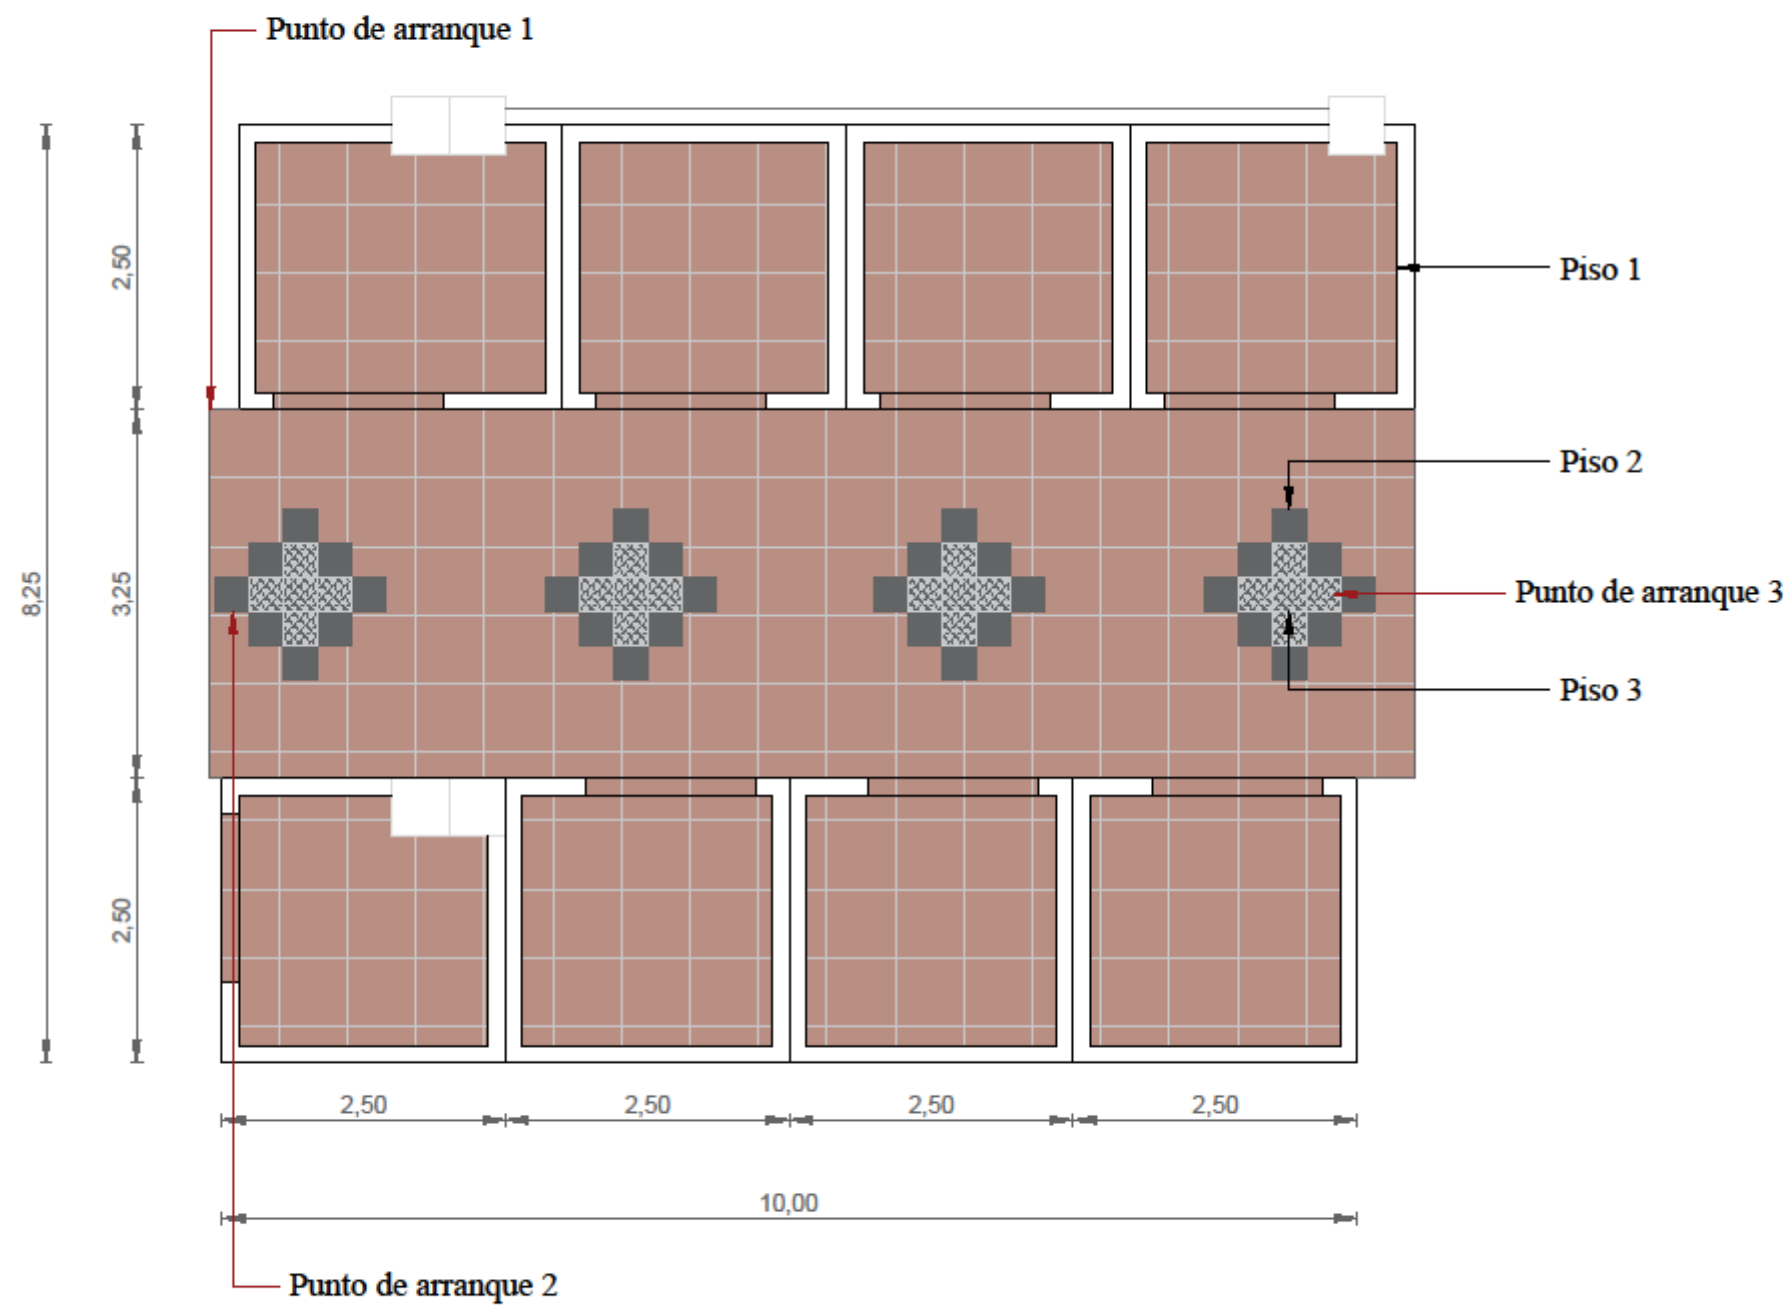 Punto de arranque 1
2,50
Piso 1
Piso 2
8,25
3,25
Punto de arranque 3
Piso 3
2,50
2,50
2,50
2,50
2,50
10,00
Punto de arranque 2